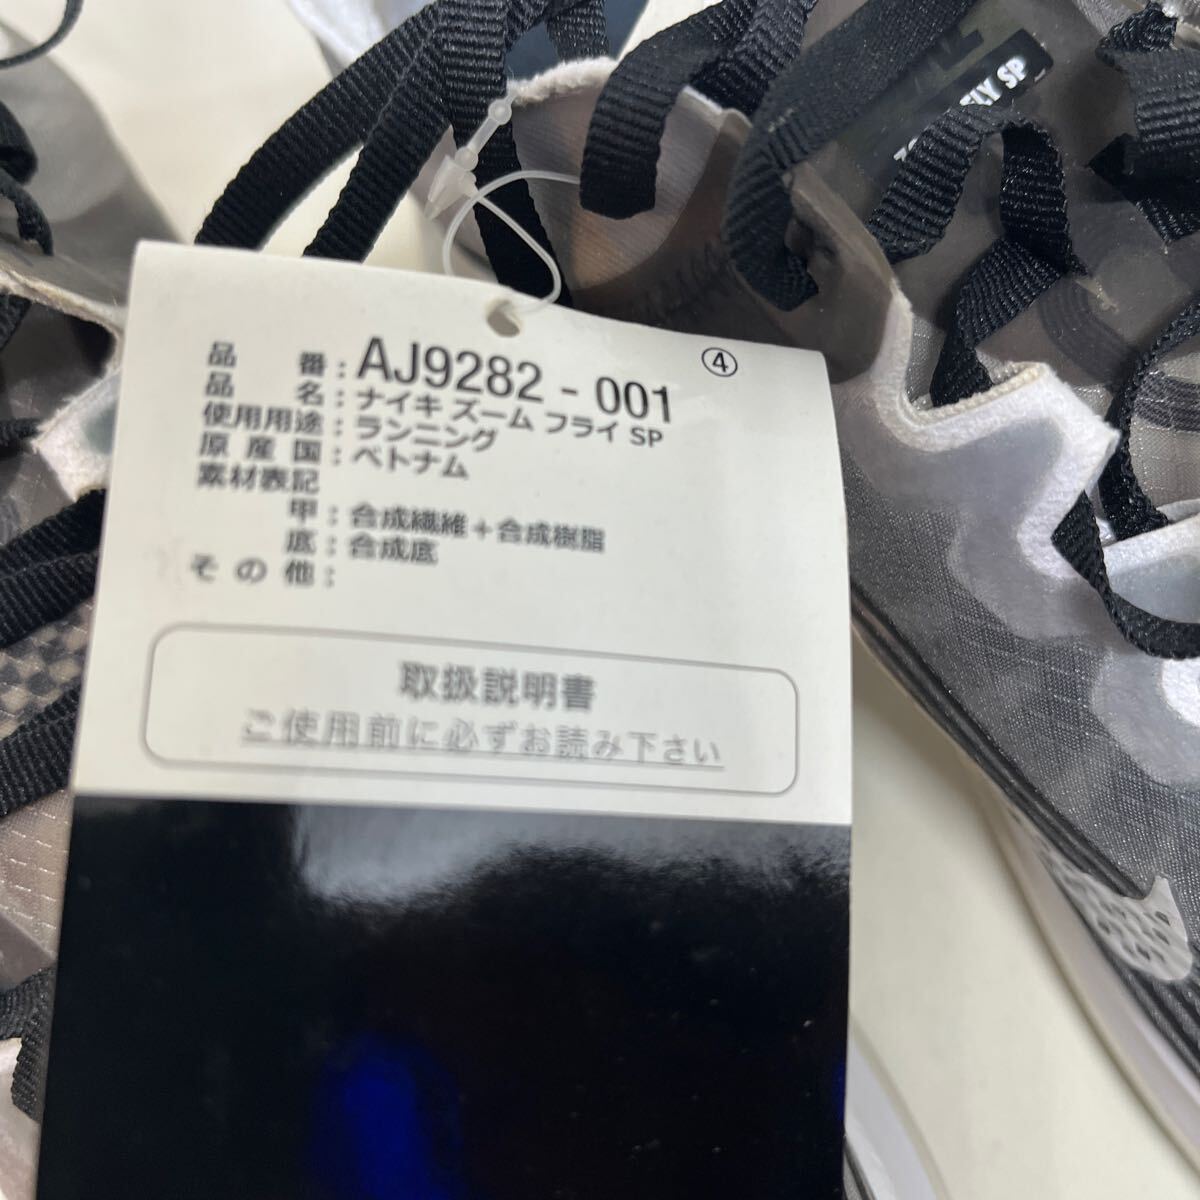 FLY SP
④
品番：AJ9282-001
品名：ナイキ ズーム フライ SP
使用用途：ランニング
原産国：ベトナム
素材表記
甲：合成繊維＋合成樹脂
底：合成底
その他：
取扱説明書
ご使用前に必ずお読み下さい